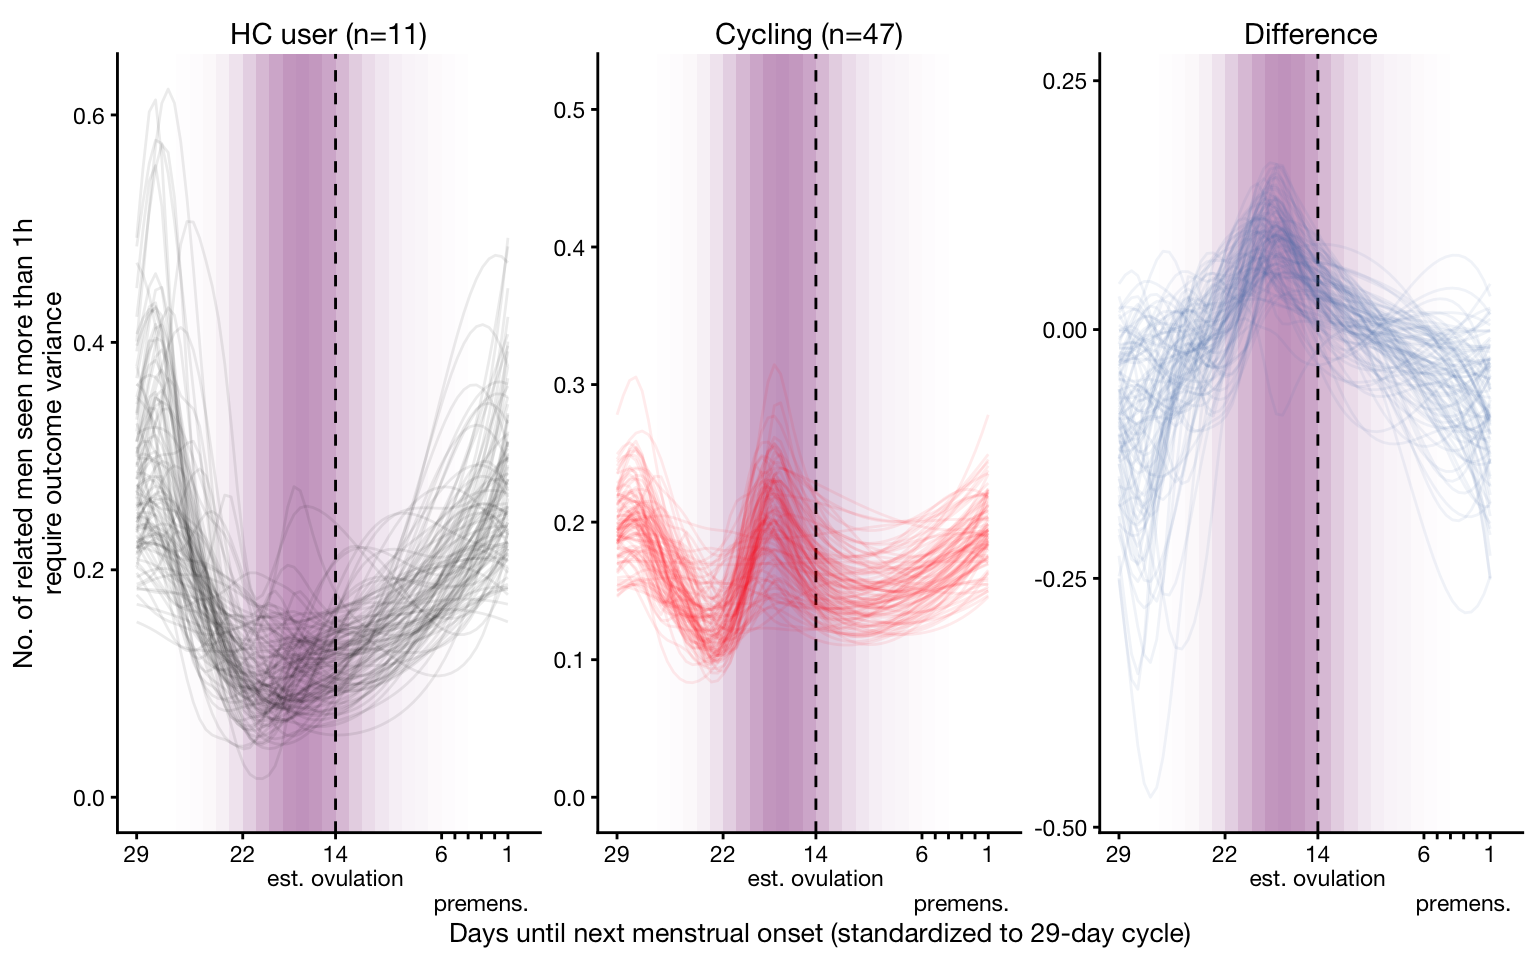 HC user (n=11)
Cycling (n=47)
Difference
No. of related men seen more than 1h
require outcome variance
0.6
0.4
0.2
0.0
0.5
0.4
0.3
0.2
0.1
0.0
0.25
0.00
-0.25
-0.50
29 22 14 6 1
est. ovulation
premens.
29 22 14 6 1
est. ovulation
premens.
29 22 14 6 1
est. ovulation
premens.
Days until next menstrual onset (standardized to 29-day cycle)